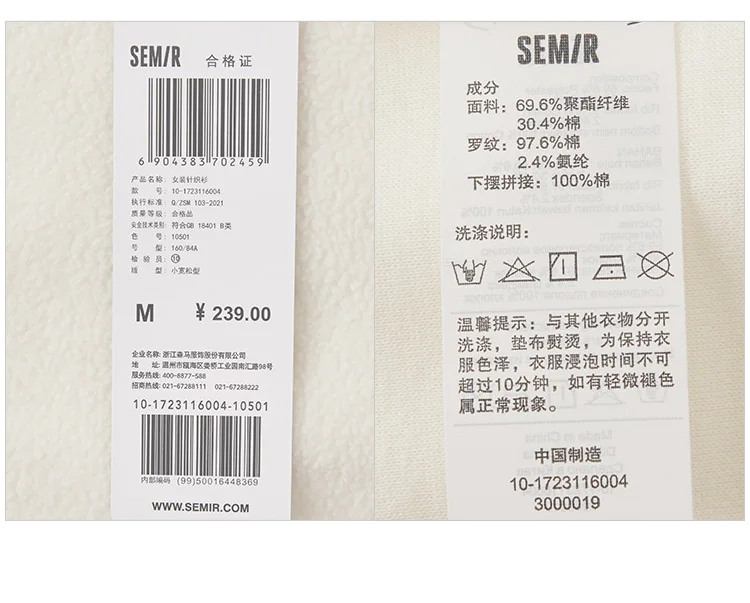 SEMIR 合格证
6 904383 702459
产品名称：女装针织衫
款　号：10-1723116004
执行标准：Q/ZSM 103-2021
质量等级：合格品
安全技术类别：符合GB 18401 B类
色　号：10501
号　型：160/84A
检 验 员：⑩
版　型：小宽松型
M ¥ 239.00
企业名称：浙江森马服饰股份有限公司
地　址：温州市瓯海区娄桥工业园南汇路98号
服务热线：400-8877-588
招商热线：021-67288111 021-67288222
10-1723116004-10501
内部编码 (99)50016448369
WWW.SEMIR.COM
SEMIR
成分
面料：69.6%聚酯纤维
30.4%棉
罗纹：97.6%棉
2.4%氨纶
下摆拼接：100%棉
洗涤说明：
温馨提示：与其他衣物分开
洗涤，垫布熨烫，为保持衣
服色泽，衣服浸泡时间不可
超过10分钟，如有轻微褪色
属正常现象。
中国制造
10-1723116004
3000019